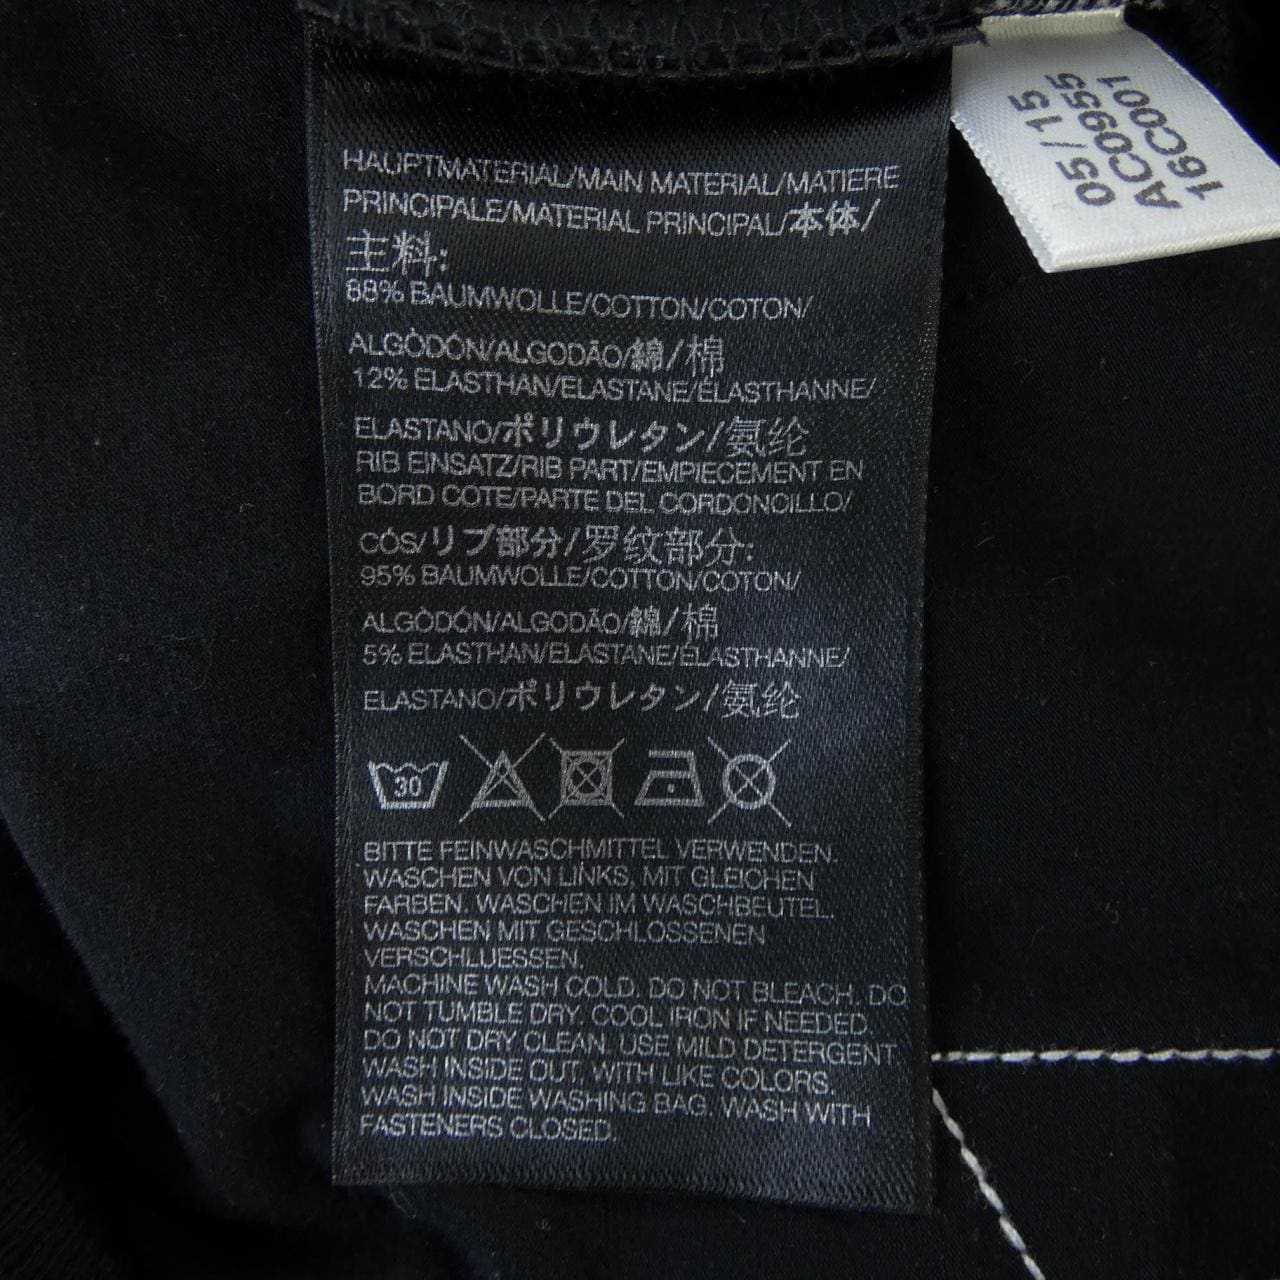 HAUPTMATERIAL/MAIN MATERIAL/MATIERE
PRINCIPALE/MATERIAL PRINCIPAL/本体/
主料:
88% BAUMWOLLE/COTTON/COTON/
ALGÒDÓN/ALGODÃO/綿/棉
12% ELASTHAN/ELASTANE/ÉLASTHANNE/
ELASTANO/ポリウレタン/氨纶
RIB EINSATZ/RIB PART/EMPIECEMENT EN
BORD COTE/PARTE DEL CORDONCILLO/
CÓS/リブ部分/罗纹部分:
95% BAUMWOLLE/COTTON/COTON/
ALGÒDÓN/ALGODÃO/綿/棉
5% ELASTHAN/ELASTANE/ÉLASTHANNE/
ELASTANO/ポリウレタン/氨纶
30
BITTE FEINWASCHMITTEL VERWENDEN.
WASCHEN VON LINKS, MIT GLEICHEN
FARBEN. WASCHEN IM WASCHBEUTEL.
WASCHEN MIT GESCHLOSSENEN
VERSCHLUESSEN.
MACHINE WASH COLD. DO NOT BLEACH. DO
NOT TUMBLE DRY. COOL IRON IF NEEDED.
DO NOT DRY CLEAN. USE MILD DETERGENT.
WASH INSIDE OUT. WITH LIKE COLORS.
WASH INSIDE WASHING BAG. WASH WITH
FASTENERS CLOSED.
05/15
AC0955
16C001